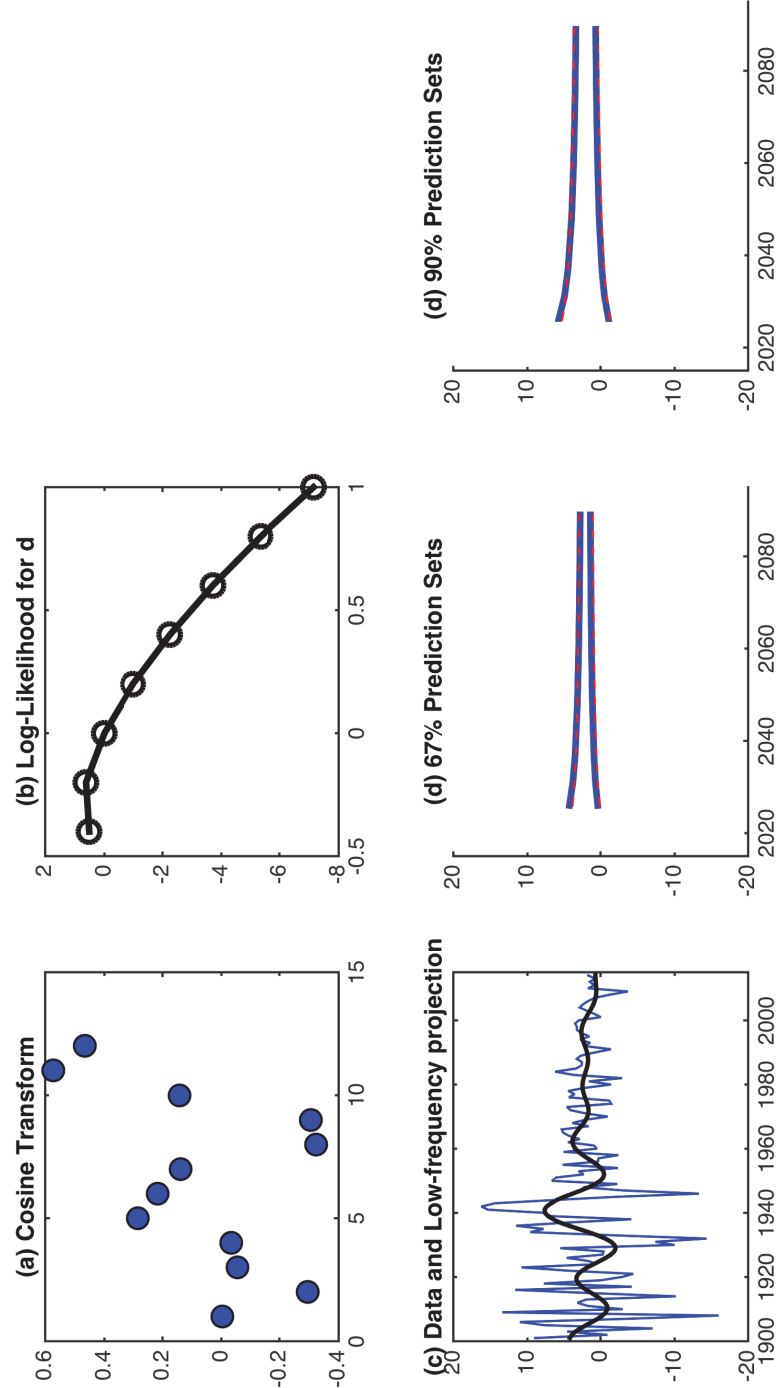 (a) Cosine Transform
0.6
0.4
0.2
0
-0.2
-0.4
0 5 10 15
(b) Log-Likelihood for d
2
0
-2
-4
-6
-8
-0.5 0 0.5 1
(c) Data and Low-frequency projection
20
10
0
-10
-20
1900 1920 1940 1960 1980 2000
(d) 67% Prediction Sets
20
10
0
-10
-20
2020 2040 2060 2080
(d) 90% Prediction Sets
20
10
0
-10
-20
2020 2040 2060 2080